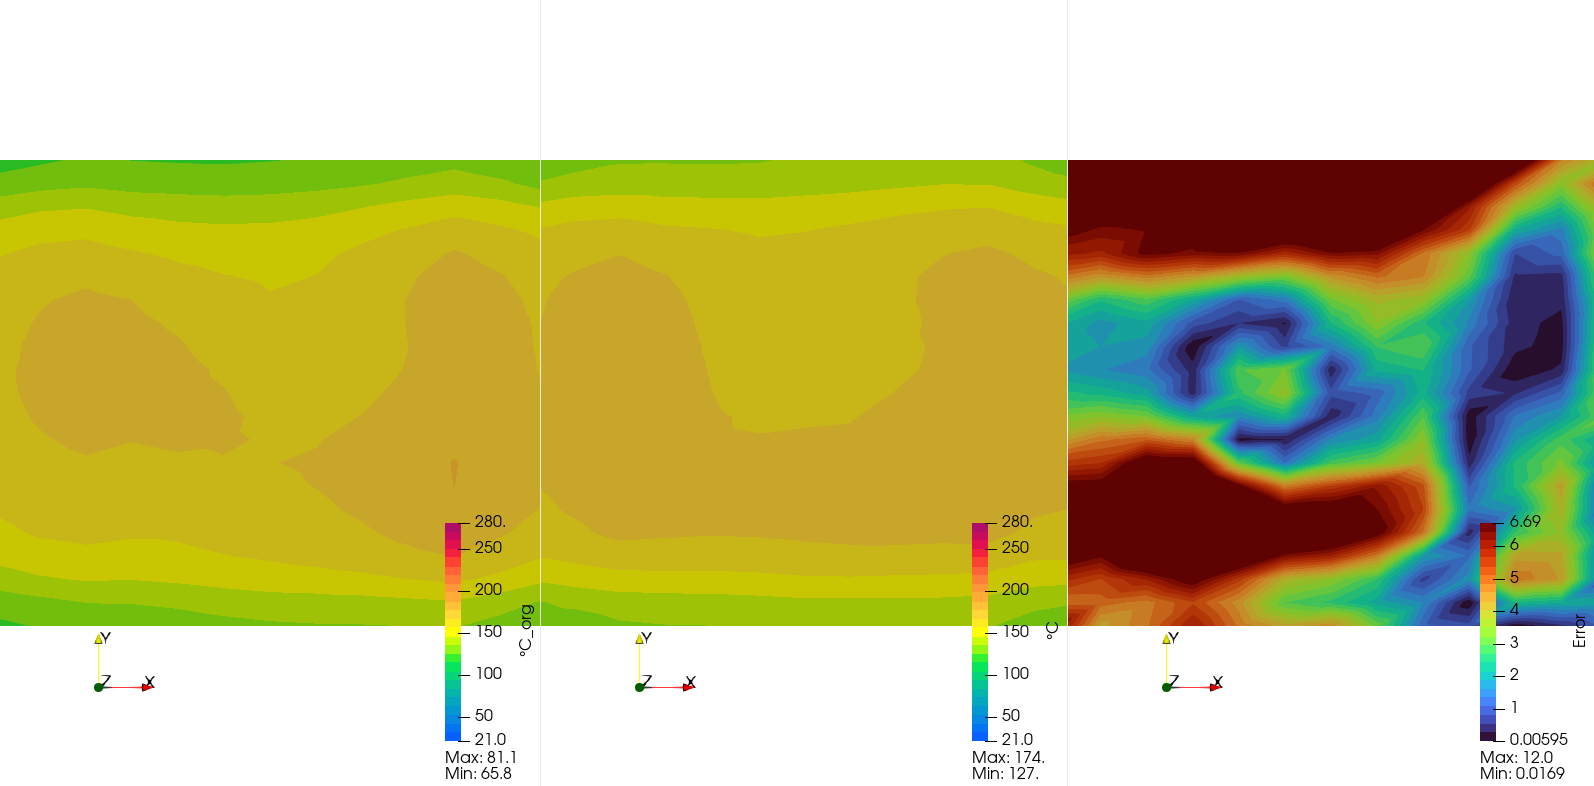 280.
250
200
150
100
50
21.0
°C_org
Max: 81.1
Min: 65.8
Y
Z
X
280.
250
200
150
100
50
21.0
°C
Max: 174.
Min: 127.
Y
Z
X
6.69
6
5
4
3
2
1
0.00595
Error
Max: 12.0
Min: 0.0169
Y
Z
X